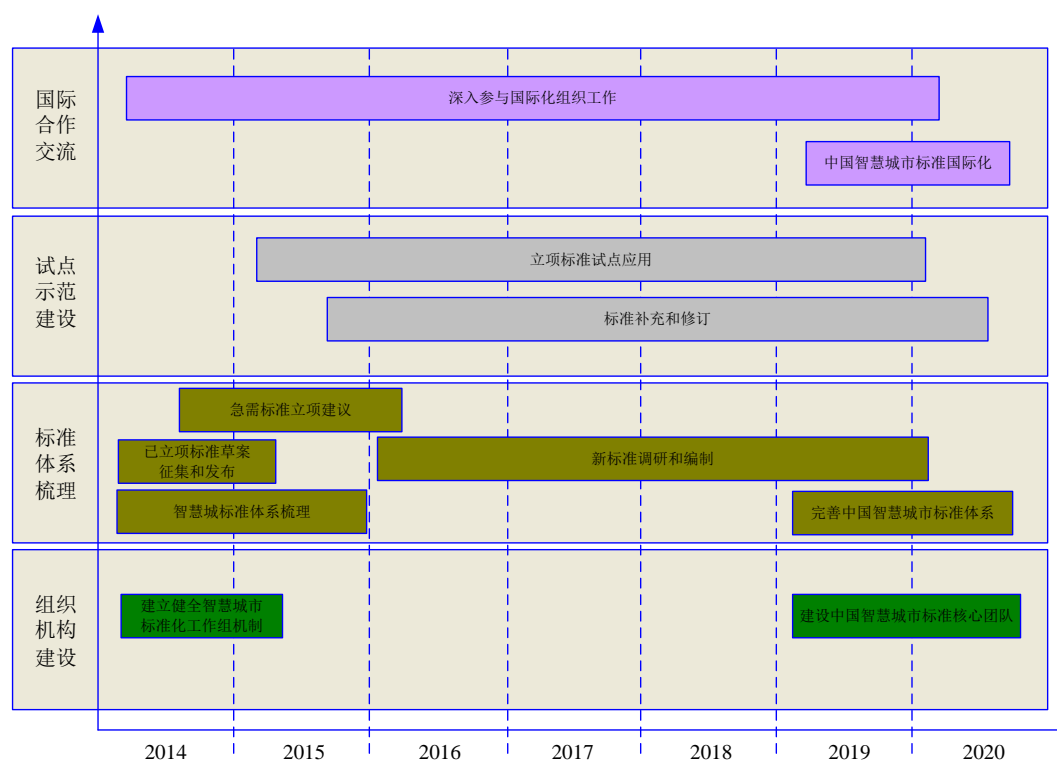 国际
合作
交流
深入参与国际化组织工作
中国智慧城市标准国际化
试点
示范
建设
立项标准试点应用
标准补充和修订
标准
体系
梳理
急需标准立项建议
已立项标准草案
征集和发布
新标准调研和编制
智慧城标准体系梳理
完善中国智慧城市标准体系
组织
机构
建设
建立健全智慧城市
标准化工作组机制
建设中国智慧城市标准核心团队
2014 2015 2016 2017 2018 2019 2020